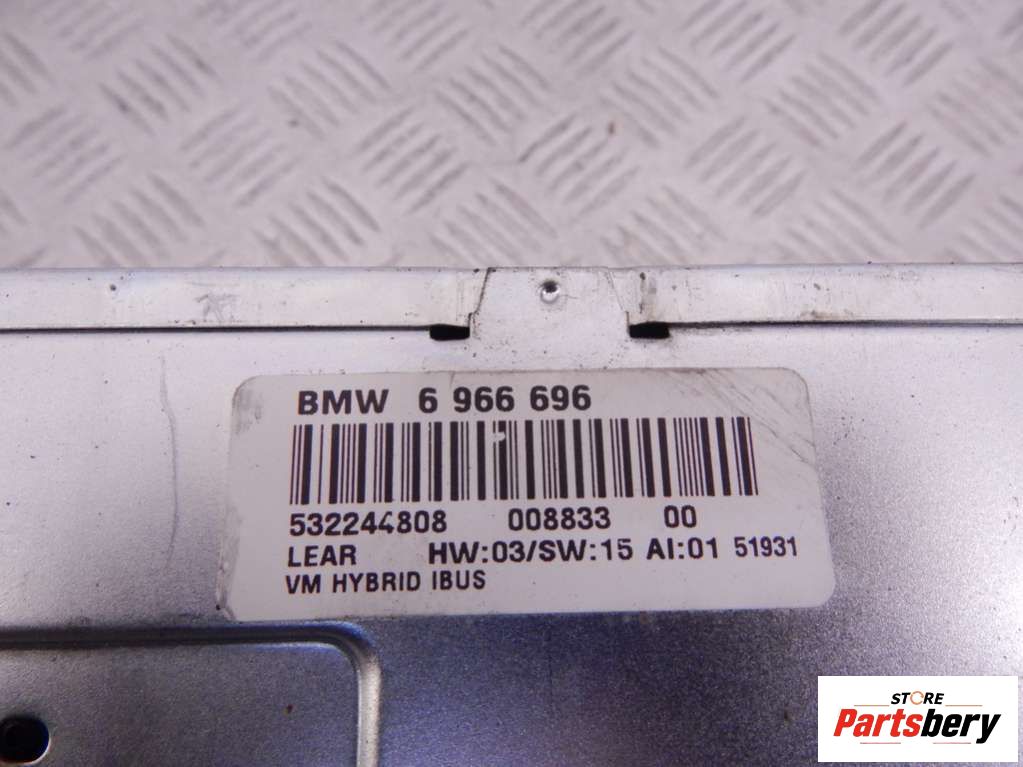 BMW 6 966 696
532244808 008833 00
LEAR HW:03/SW:15 AI:01 51931
VM HYBRID IBUS
STORE
Partsbery